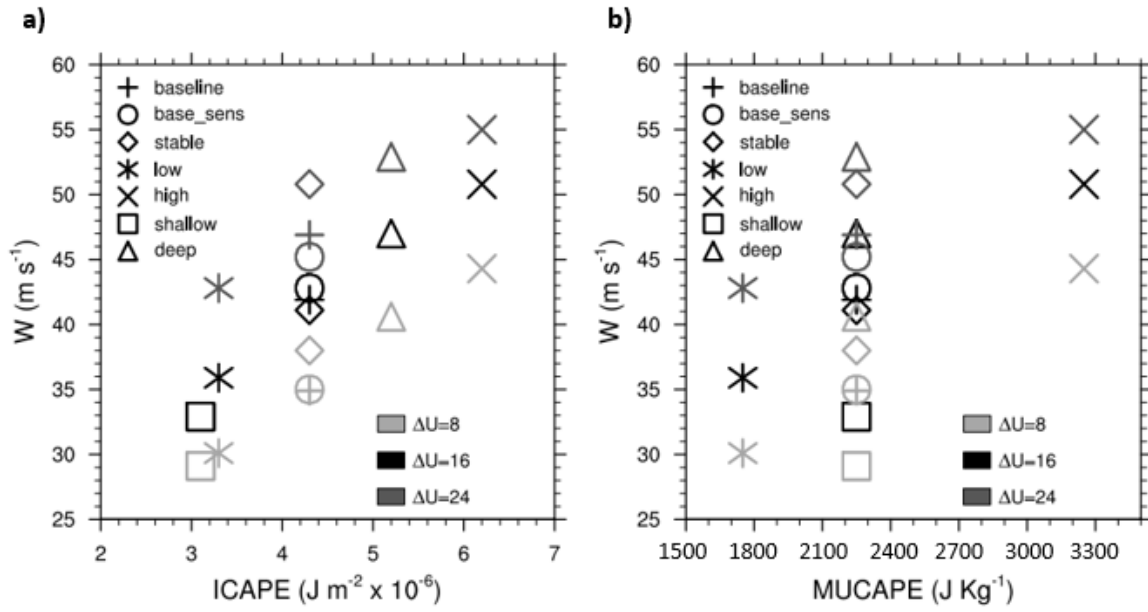 a)
60
55
50
45
40
35
30
25
W (m s⁻¹)
baseline
base_sens
stable
low
high
shallow
deep
ΔU=8
ΔU=16
ΔU=24
2 3 4 5 6 7
ICAPE (J m⁻² x 10⁻⁶)
b)
60
55
50
45
40
35
30
25
W (m s⁻¹)
baseline
base_sens
stable
low
high
shallow
deep
ΔU=8
ΔU=16
ΔU=24
1500 1800 2100 2400 2700 3000 3300
MUCAPE (J Kg⁻¹)